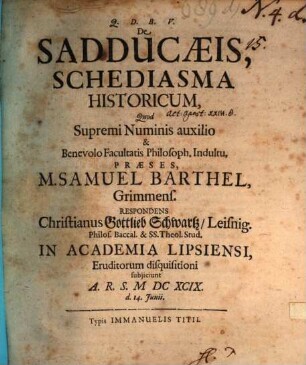 Q. D. B. V.
N. 4. d.
De
15.
SADDUCÆIS,
SCHEDIASMA
HISTORICUM,
Quod
Supremi Numinis auxilio
&
Benevolo Facultatis Philosoph. Indultu,
PRÆSES,
M. SAMUEL BARTHEL,
Grimmens.
RESPONDENS
Christianus Gottlieb Schwartz / Leisnig.
Philos. Baccal. & SS. Theol. Stud.
IN ACADEMIA LIPSIENSI,
Eruditorum disquisitioni
subjiciunt
A. R. S. M DC XCIX.
d. 14. Junii.
Typis IMMANUELIS TITII.